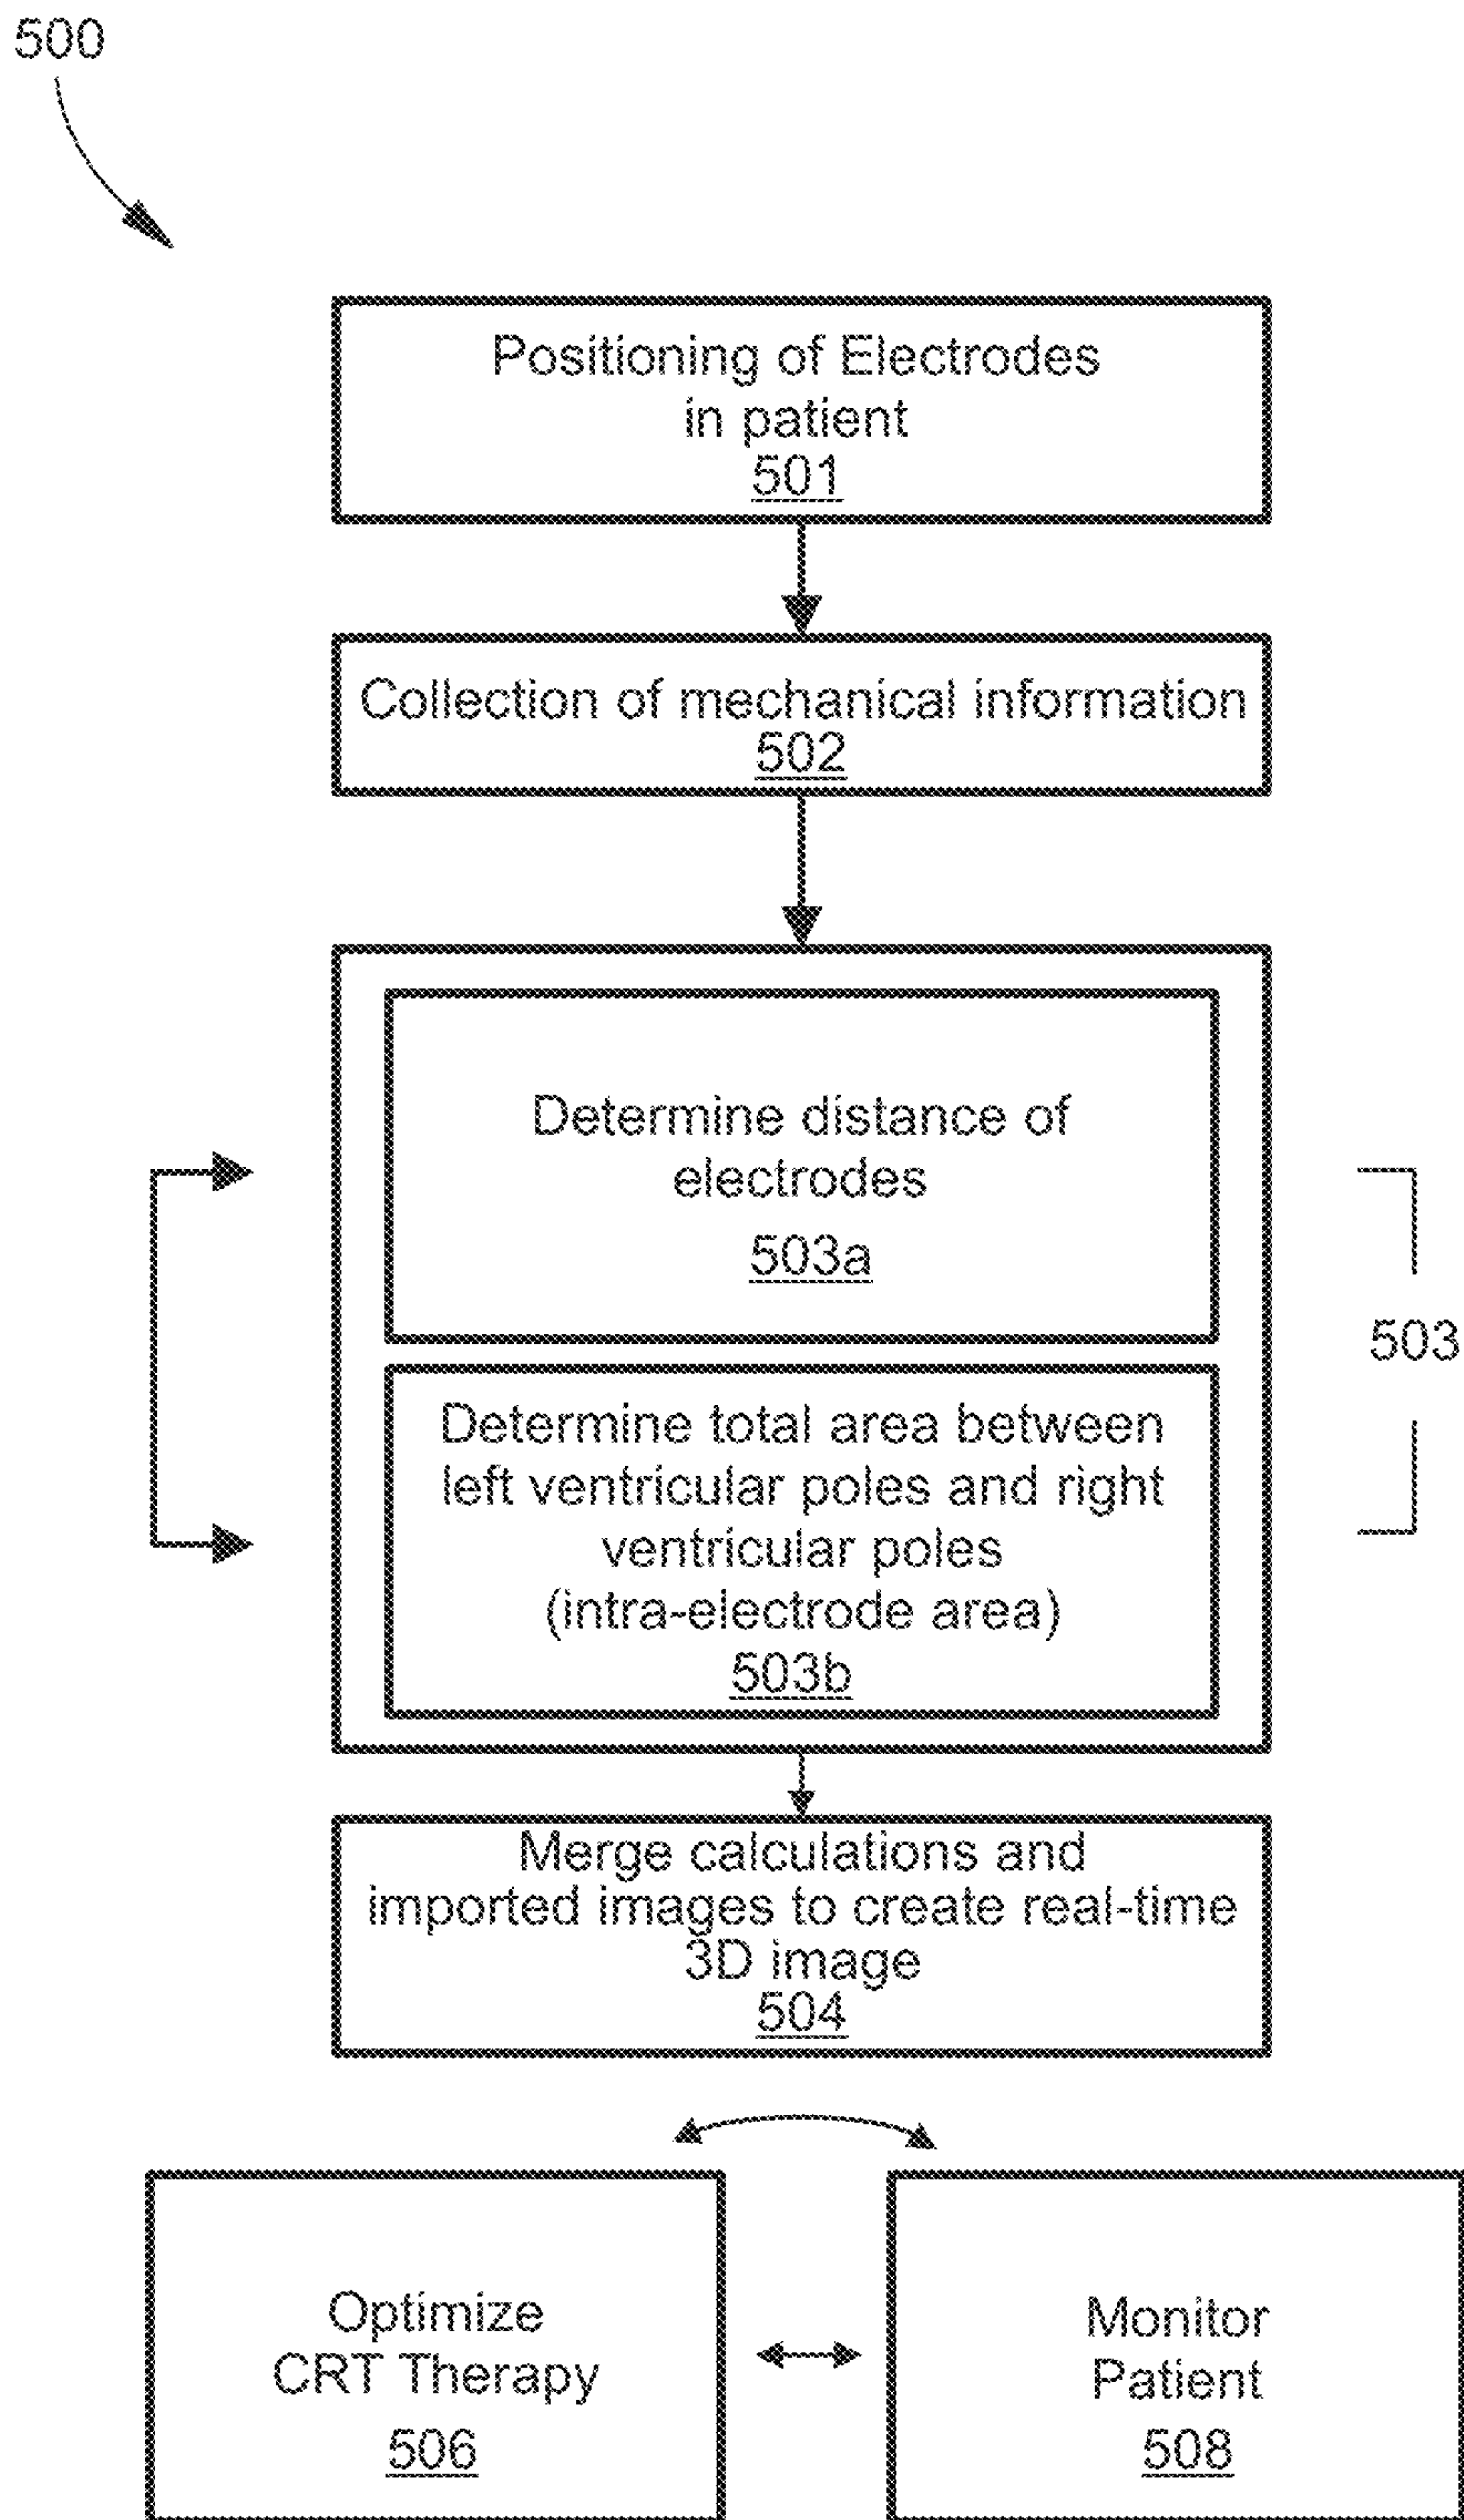 500
Positioning of Electrodes
in patient
501
Collection of mechanical information
502
Determine distance of
electrodes
503a
503
Determine total area between
left ventricular poles and right
ventricular poles
(intra-electrode area)
503b
Merge calculations and
imported images to create real-time
3D image
504
Optimize
CRT Therapy
506
Monitor
Patient
508